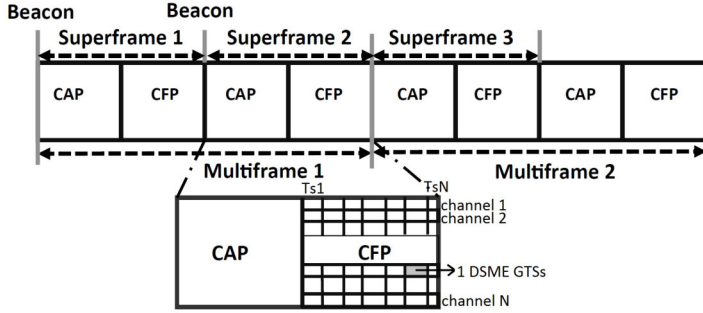 Beacon
Beacon
Superframe 1
Superframe 2
Superframe 3
CAP
CFP
CAP
CFP
CAP
CFP
CAP
CFP
Multiframe 1
Multiframe 2
Ts1
TsN
channel 1
channel 2
CAP
CFP
1 DSME GTSs
channel N